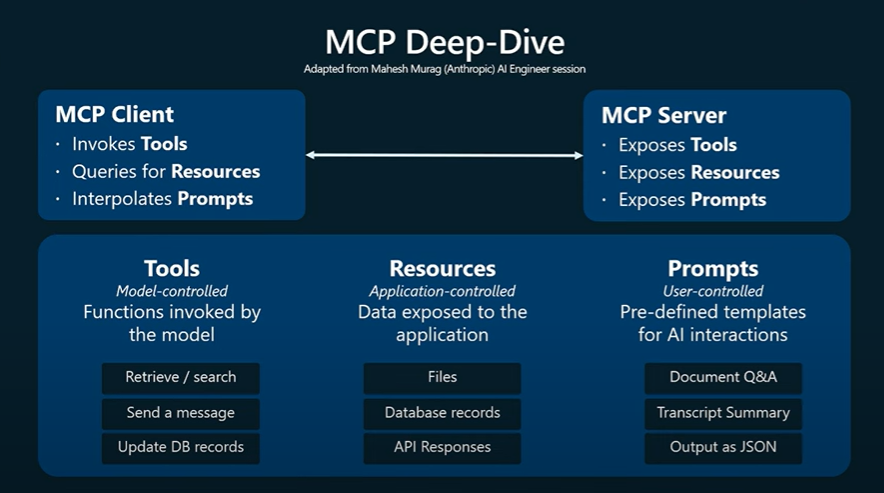 MCP Deep-Dive
Adapted from Mahesh Murag (Anthropic) AI Engineer session
MCP Client
· Invokes Tools
· Queries for Resources
· Interpolates Prompts
MCP Server
· Exposes Tools
· Exposes Resources
· Exposes Prompts
Tools
Model-controlled
Functions invoked by
the model
Retrieve / search
Send a message
Update DB records
Resources
Application-controlled
Data exposed to the
application
Files
Database records
API Responses
Prompts
User-controlled
Pre-defined templates
for AI interactions
Document Q&A
Transcript Summary
Output as JSON